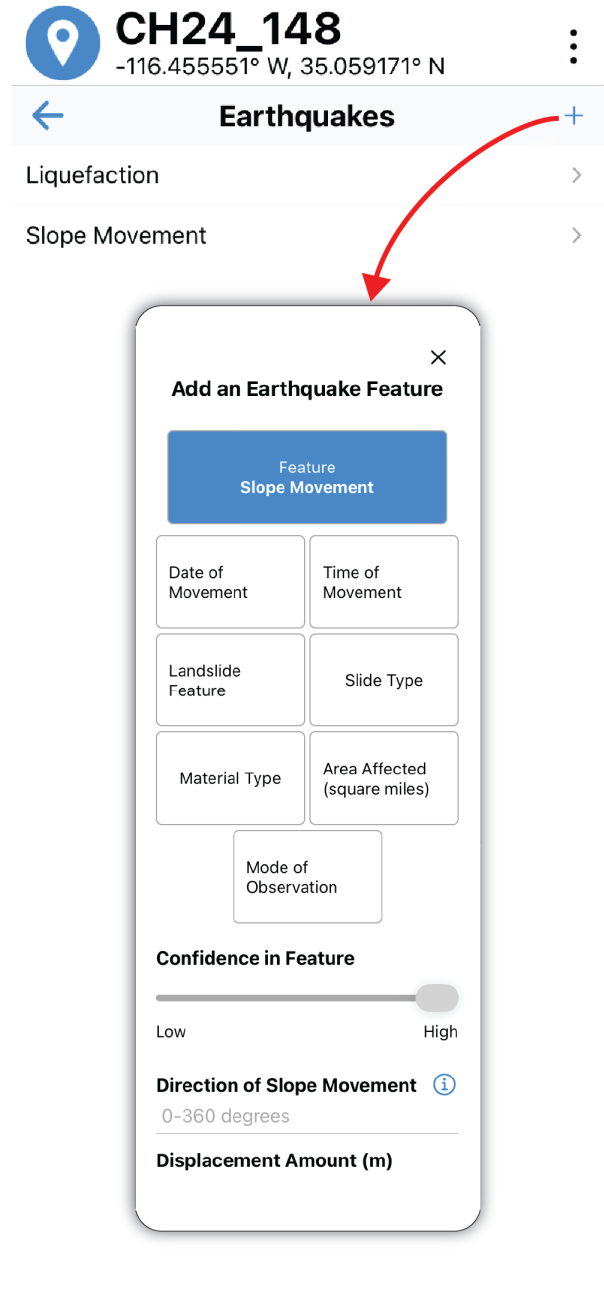 CH24_148
-116.455551° W, 35.059171° N
Earthquakes
Liquefaction
Slope Movement
Add an Earthquake Feature
Feature
Slope Movement
Date of
Movement
Time of
Movement
Landslide
Feature
Slide Type
Material Type
Area Affected
(square miles)
Mode of
Observation
Confidence in Feature
Low
High
Direction of Slope Movement
0-360 degrees
Displacement Amount (m)